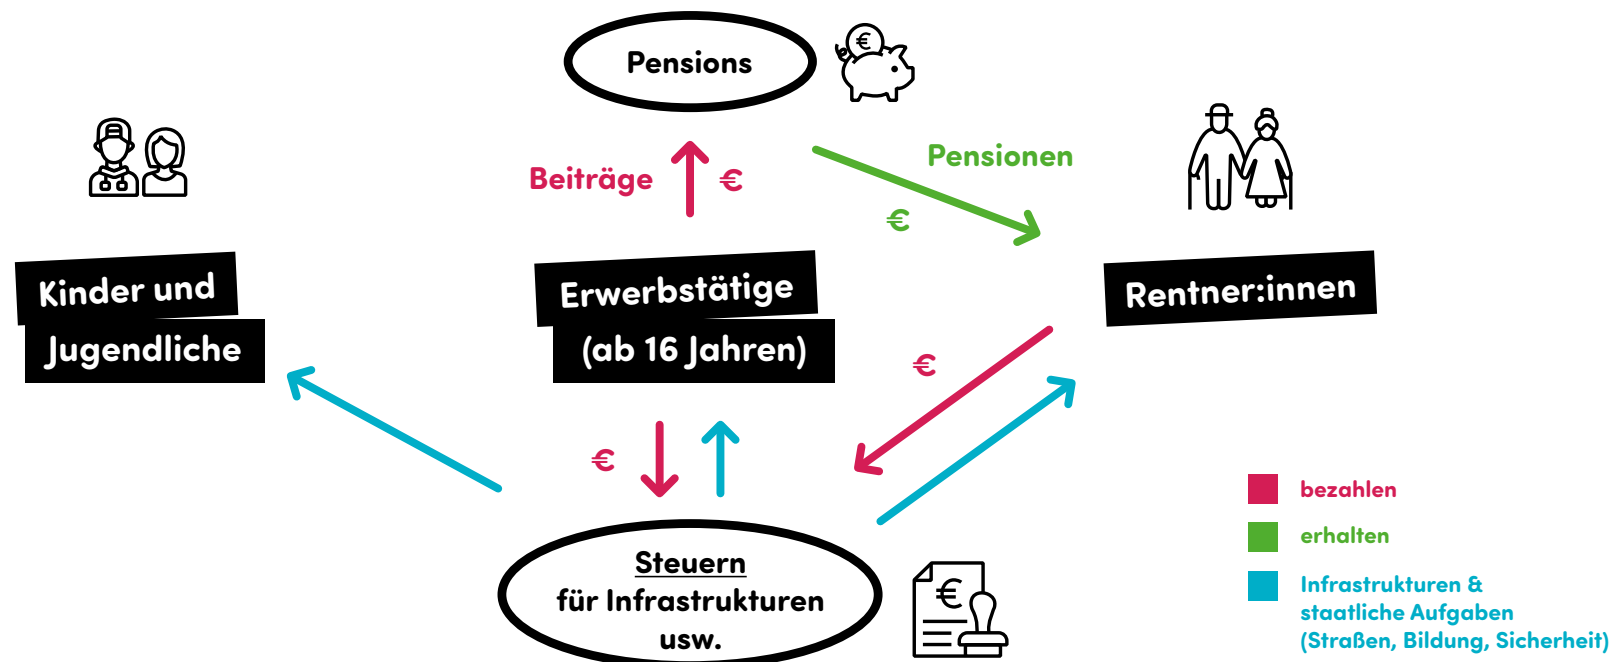 Pensions
€
Beiträge
€
Pensionen
€
Kinder und
Jugendliche
Erwerbstätige
(ab 16 Jahren)
Rentner:innen
€
€
Steuern
für Infrastrukturen
usw.
€
bezahlen
erhalten
Infrastrukturen &
staatliche Aufgaben
(Straßen, Bildung, Sicherheit)